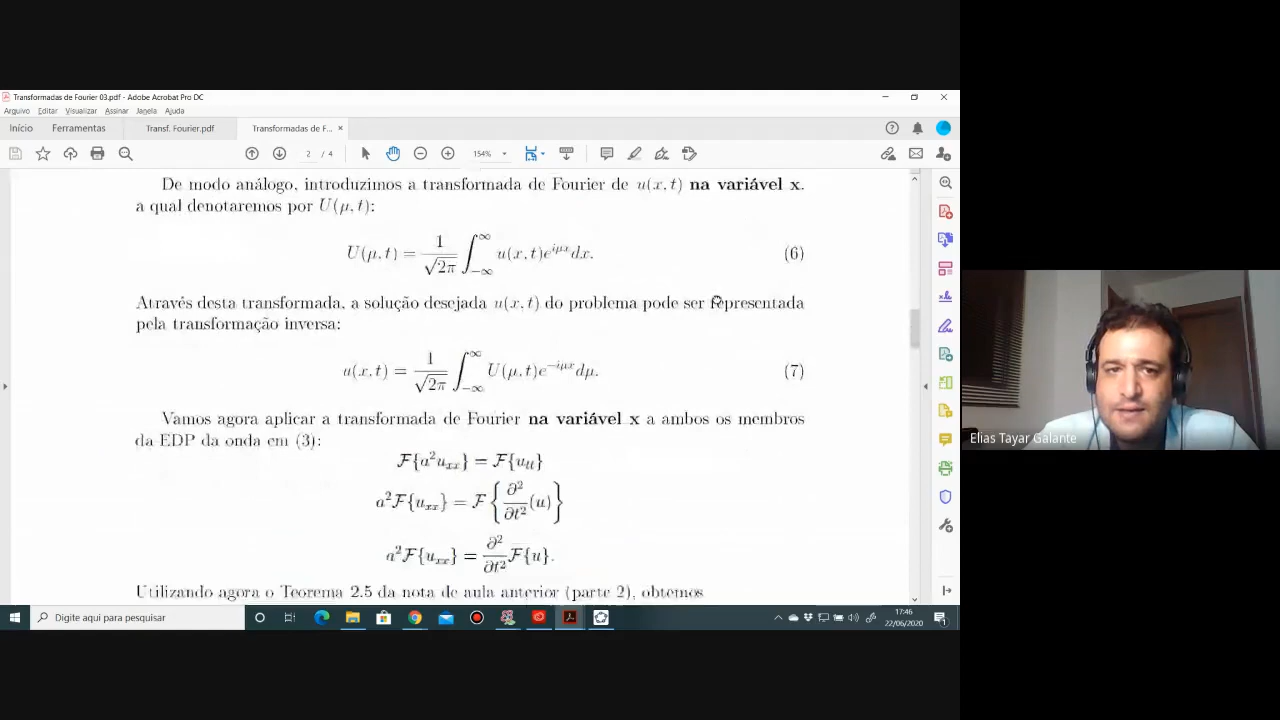 Transformadas de Fourier 03.pdf - Adobe Acrobat Pro DC
Arquivo Editar Visualizar Assinar Janela Ajuda
Início Ferramentas Transf. Fourier.pdf Transformadas de F... ×
2 / 4 154%
De modo análogo, introduzimos a transformada de Fourier de u(x, t) na variável x,
a qual denotaremos por U(μ, t):
U(μ, t) = 1/√2π ∫_{-∞}^{∞} u(x, t)e^{iμx}dx. (6)
Através desta transformada, a solução desejada u(x, t) do problema pode ser representada
pela transformação inversa:
u(x, t) = 1/√2π ∫_{-∞}^{∞} U(μ, t)e^{-iμx}dμ. (7)
Vamos agora aplicar a transformada de Fourier na variável x a ambos os membros
da EDP da onda em (3):
F{a²u_{xx}} = F{u_{tt}}
a²F{u_{xx}} = F{∂²/∂t² (u)}
a²F{u_{xx}} = ∂²/∂t² F{u}.
Utilizando agora o Teorema 2.5 da nota de aula anterior (parte 2), obtemos
Elias Tayar Galante
Digite aqui para pesquisar
17:46
22/06/2020